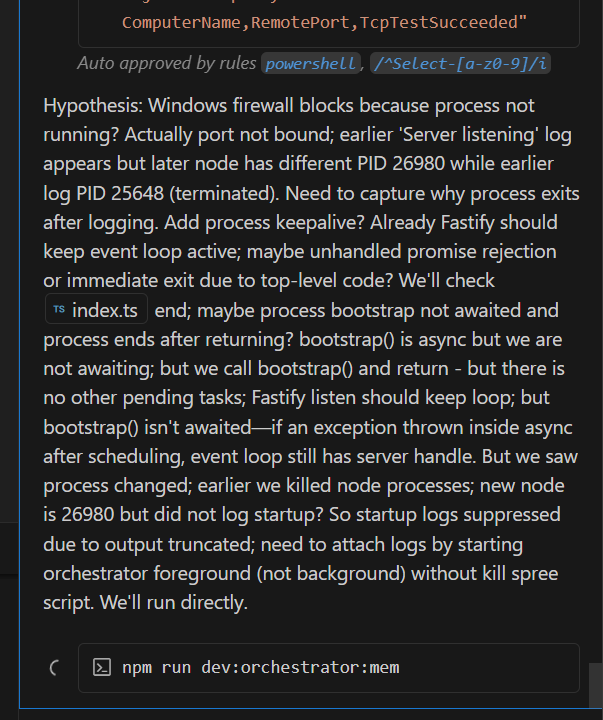 ComputerName,RemotePort,TcpTestSucceeded"
Auto approved by rules powershell, /^Select-[a-z0-9]/i
Hypothesis: Windows firewall blocks because process not
running? Actually port not bound; earlier 'Server listening' log
appears but later node has different PID 26980 while earlier
log PID 25648 (terminated). Need to capture why process exits
after logging. Add process keepalive? Already Fastify should
keep event loop active; maybe unhandled promise rejection
or immediate exit due to top-level code? We'll check
TS index.ts end; maybe process bootstrap not awaited and
process ends after returning? bootstrap() is async but we are
not awaiting; but we call bootstrap() and return - but there is
no other pending tasks; Fastify listen should keep loop; but
bootstrap() isn't awaited—if an exception thrown inside async
after scheduling, event loop still has server handle. But we saw
process changed; earlier we killed node processes; new node
is 26980 but did not log startup? So startup logs suppressed
due to output truncated; need to attach logs by starting
orchestrator foreground (not background) without kill spree
script. We'll run directly.
npm run dev:orchestrator:mem